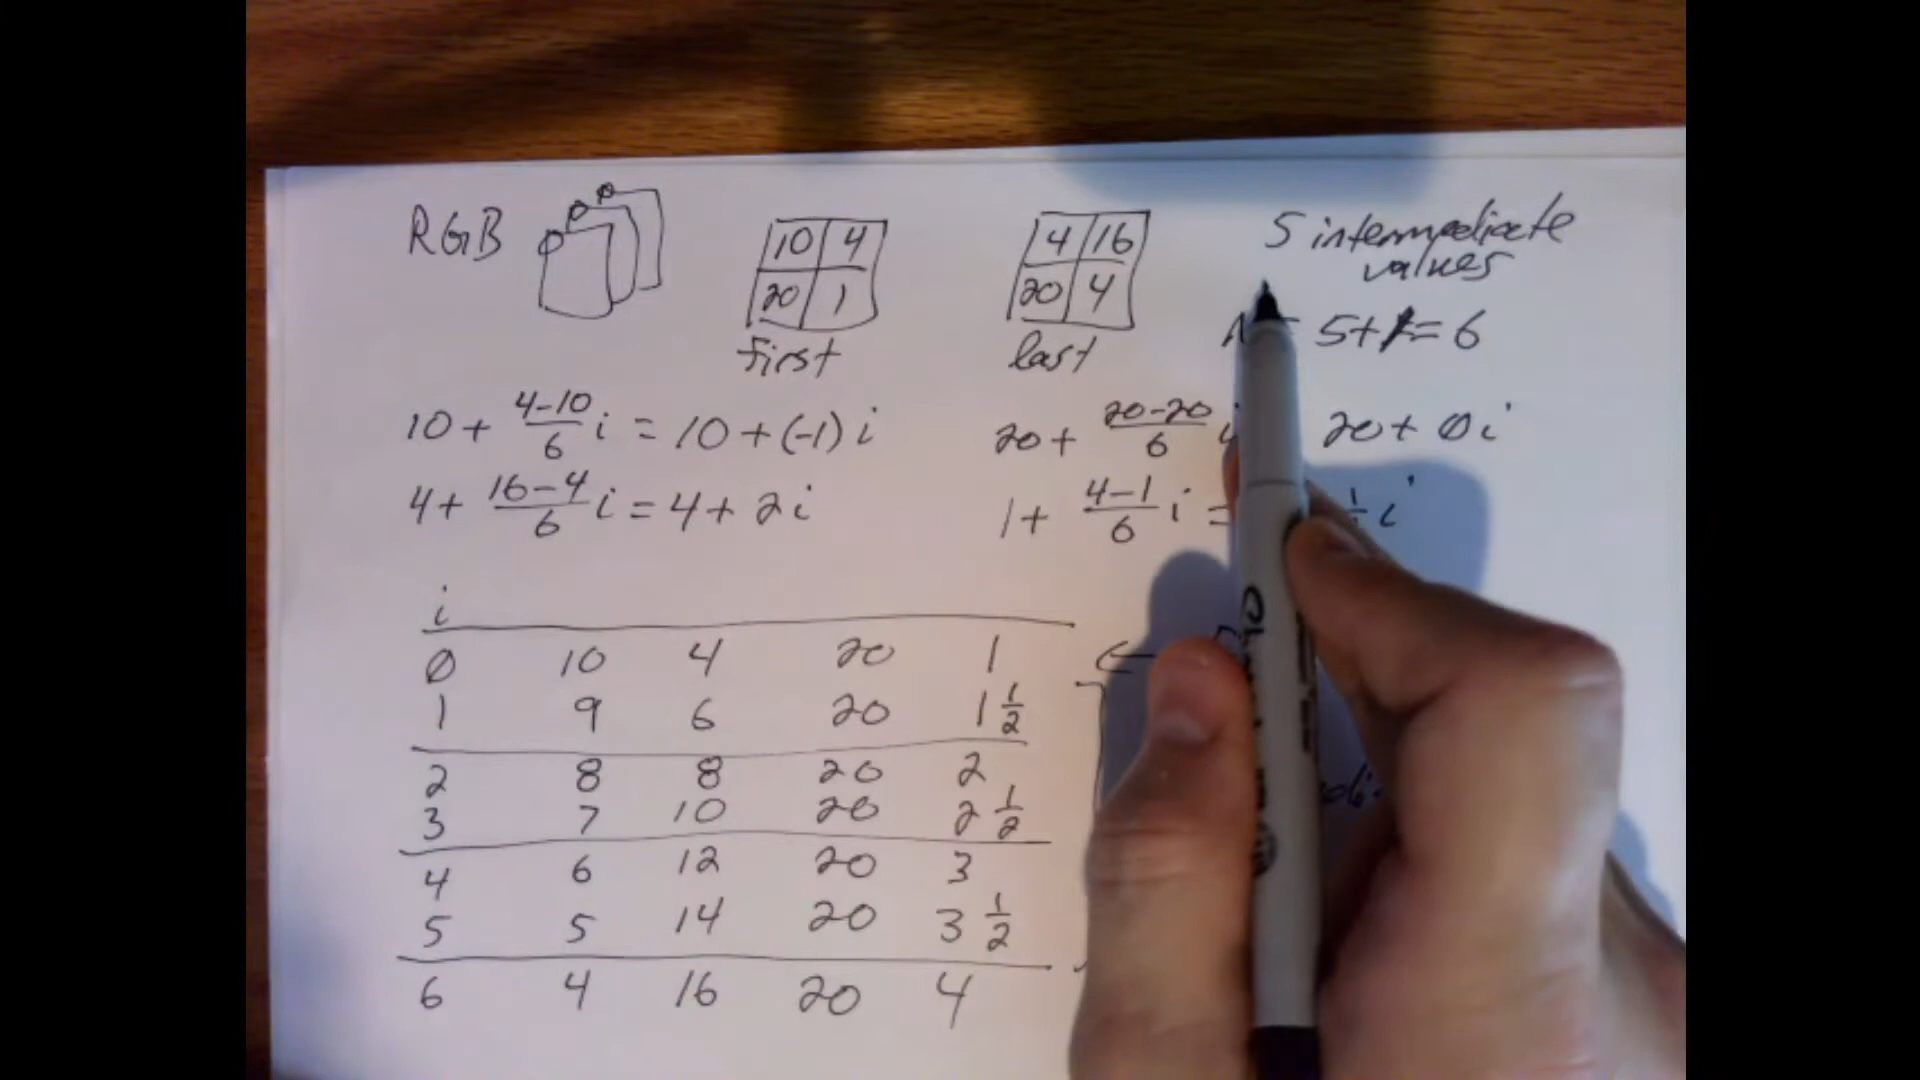 RGB
10 4
20 1
first
4 16
20 4
last
5 intermediate
values
5+1=6
10 + (4-10)/6 i = 10 + (-1) i
4 + (16-4)/6 i = 4 + 2i
20 + (20-20)/6 i 20 + 0i
1 + (4-1)/6 i = i
i
0 10 4 20 1
1 9 6 20 1 1/2
2 8 8 20 2
3 7 10 20 2 1/2
4 6 12 20 3
5 5 14 20 3 1/2
6 4 16 20 4